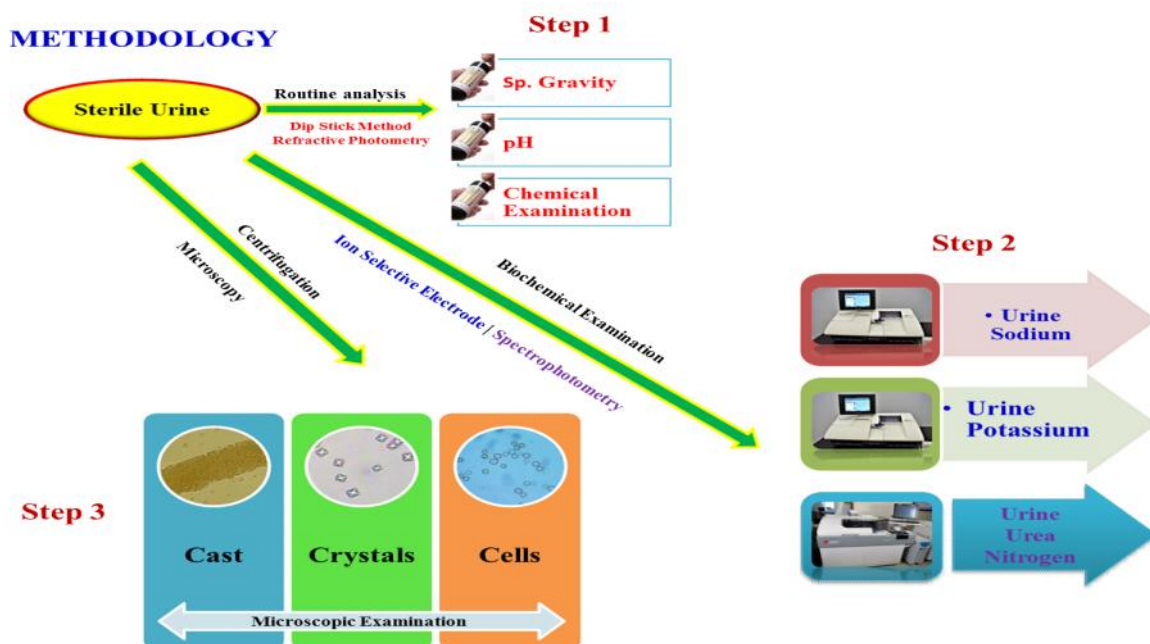 METHODOLOGY
Sterile Urine
Routine analysis
Dip Stick Method
Refractive Photometry
Step 1
Sp. Gravity
pH
Chemical
Examination
Centrifugation
Microscopy
Biochemical Examination
Ion Selective Electrode / Spectrophotometry
Step 2
• Urine
Sodium
• Urine
Potassium
Urine
Urea
Nitrogen
Step 3
Cast
Crystals
Cells
Microscopic Examination